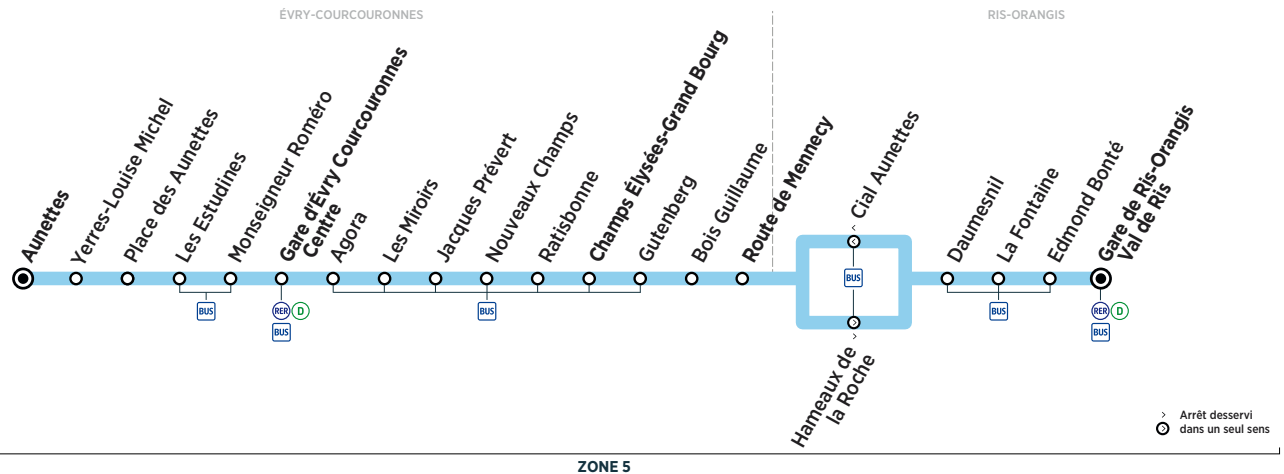 ÉVRY-COURCOURONNES
RIS-ORANGIS
Aunettes
Yerres-Louise Michel
Place des Aunettes
Les Estudines
Monseigneur Roméro
Gare d'Évry Courcouronnes
Centre
Agora
Les Miroirs
Jacques Prévert
Nouveaux Champs
Ratisbonne
Champs Élysées-Grand Bourg
Gutenberg
Bois Guillaume
Route de Mennecy
Cial Aunettes
Hameaux de
la Roche
Daumesnil
La Fontaine
Edmond Bonté
Gare de Ris-Orangis
Val de Ris
BUS
RER D
BUS
BUS
BUS
BUS
RER D
BUS
> Arrêt desservi
dans un seul sens
ZONE 5